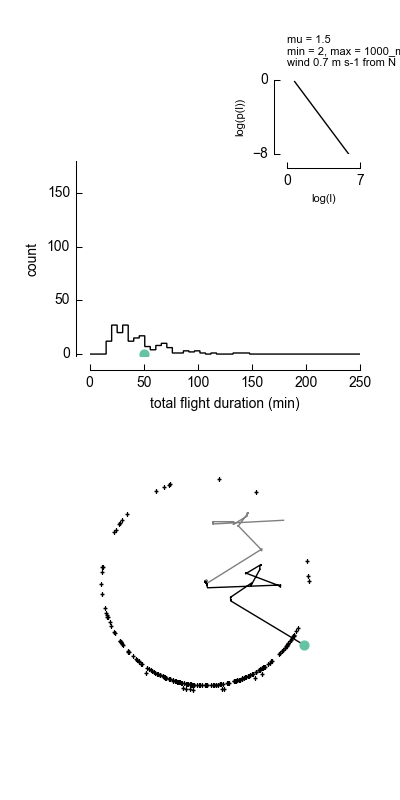 mu = 1.5
min = 2, max = 1000_m
wind 0.7 m s-1 from N
0
log(p(l))
−8
0 7
log(l)
150
100
count
50
0
0 50 100 150 200 250
total flight duration (min)